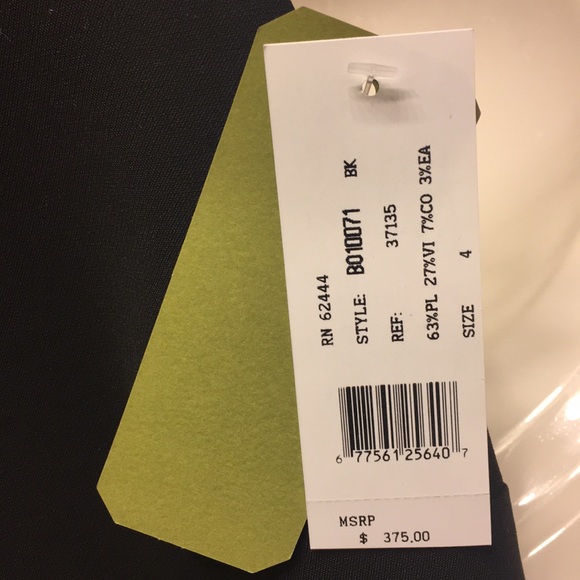 RN 62444
STYLE: B010071 BK
REF: 37135
63%PL 27%VI 7%CO 3%EA
SIZE 4
6 77561 25640 7
MSRP
$ 375.00